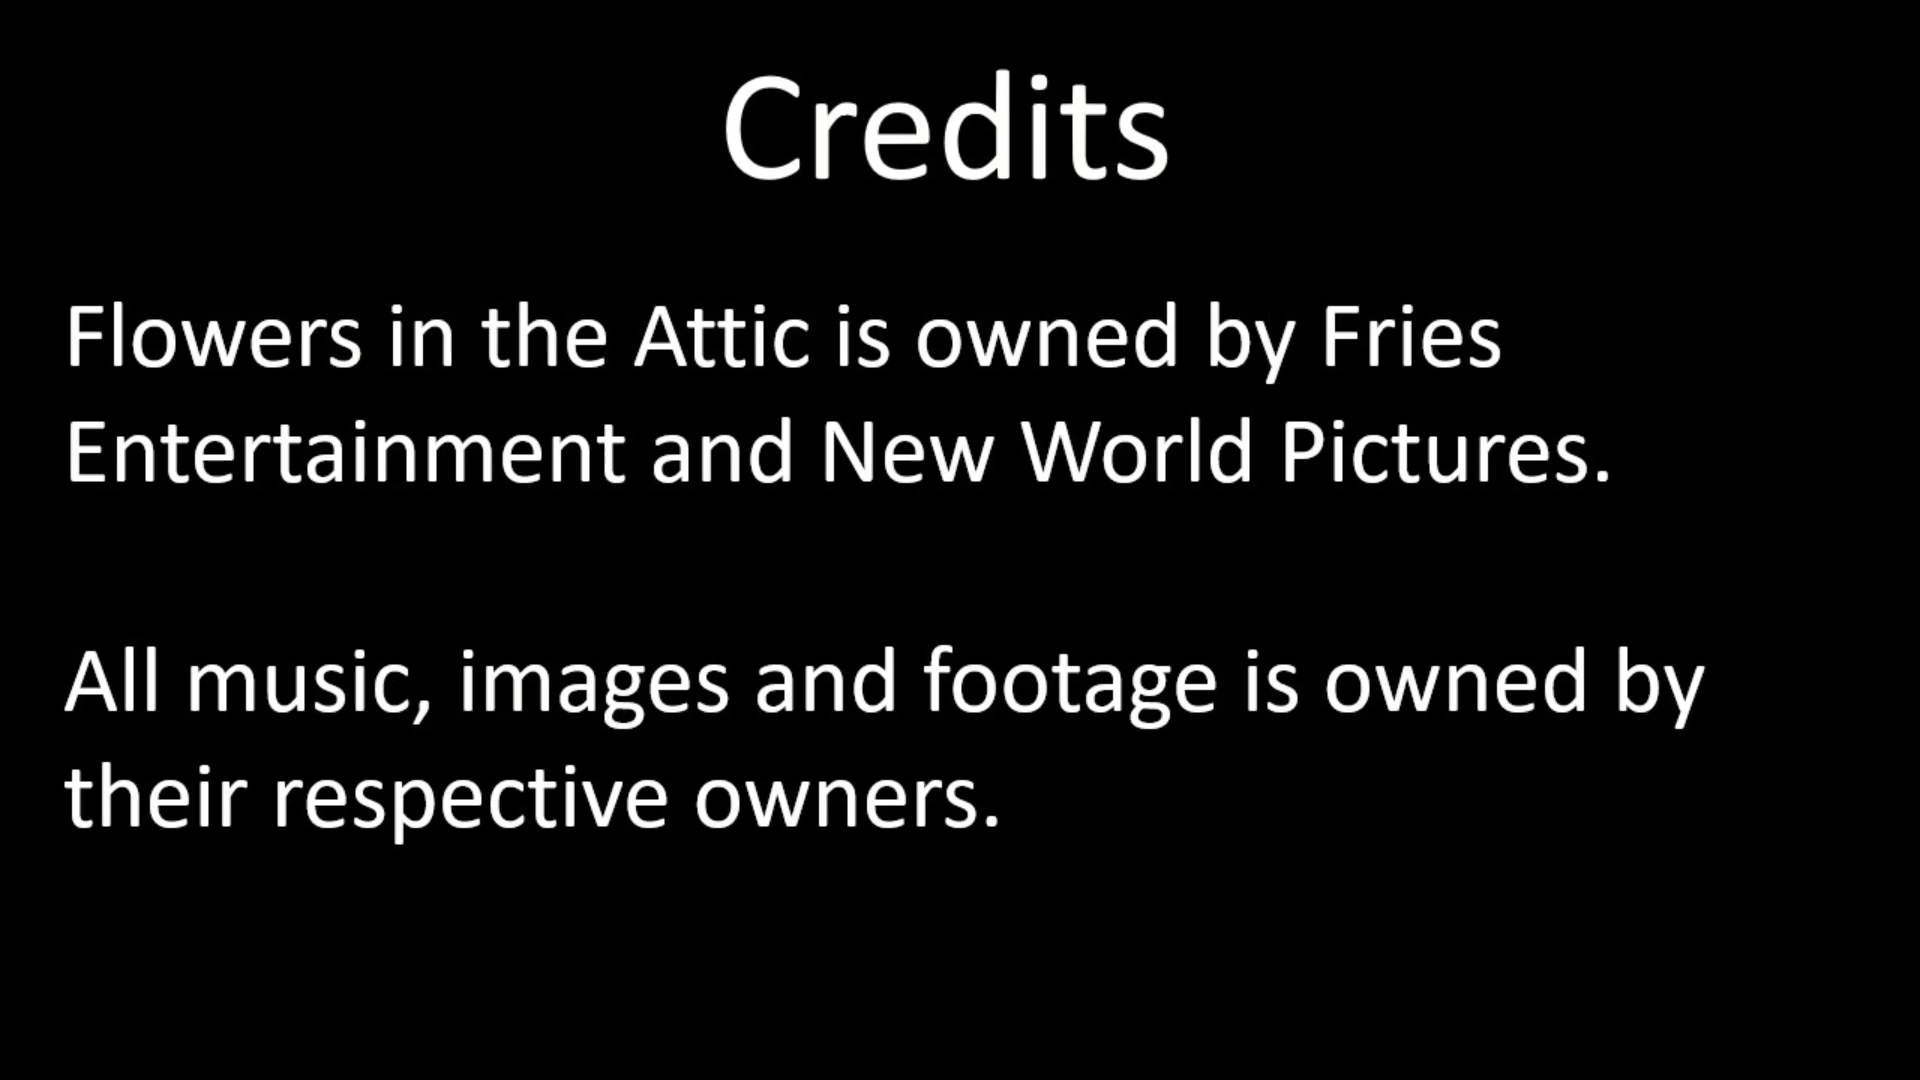 Credits
Flowers in the Attic is owned by Fries
Entertainment and New World Pictures.
All music, images and footage is owned by
their respective owners.